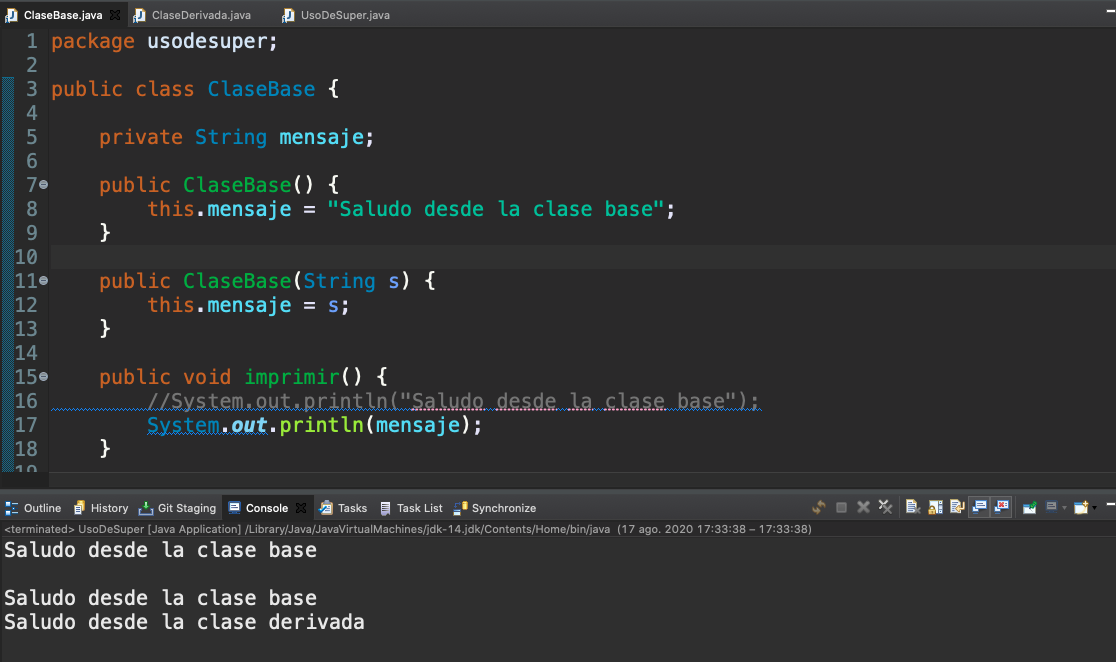 ClaseBase.java ClaseDerivada.java UsoDeSuper.java
1 package usodesuper;
2
3 public class ClaseBase {
4
5 private String mensaje;
6
7 public ClaseBase() {
8 this.mensaje = "Saludo desde la clase base";
9 }
10
11 public ClaseBase(String s) {
12 this.mensaje = s;
13 }
14
15 public void imprimir() {
16 //System.out.println("Saludo desde la clase base");
17 System.out.println(mensaje);
18 }
19
Outline History Git Staging Console Tasks Task List Synchronize
<terminated> UsoDeSuper [Java Application] /Library/Java/JavaVirtualMachines/jdk-14.jdk/Contents/Home/bin/java (17 ago. 2020 17:33:38 – 17:33:38)
Saludo desde la clase base
Saludo desde la clase base
Saludo desde la clase derivada